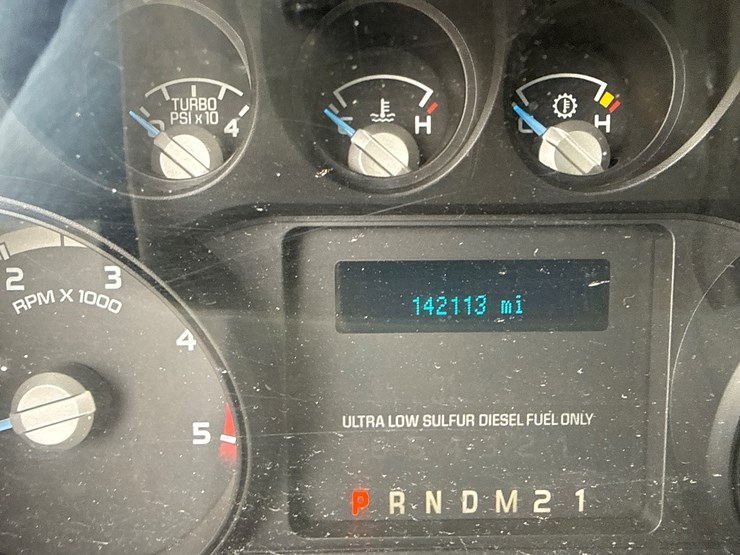 TURBO
PSI x 10
4
C H
C H
2 3
RPM X 1000
4
5
142113 mi
ULTRA LOW SULFUR DIESEL FUEL ONLY
P R N D M 2 1